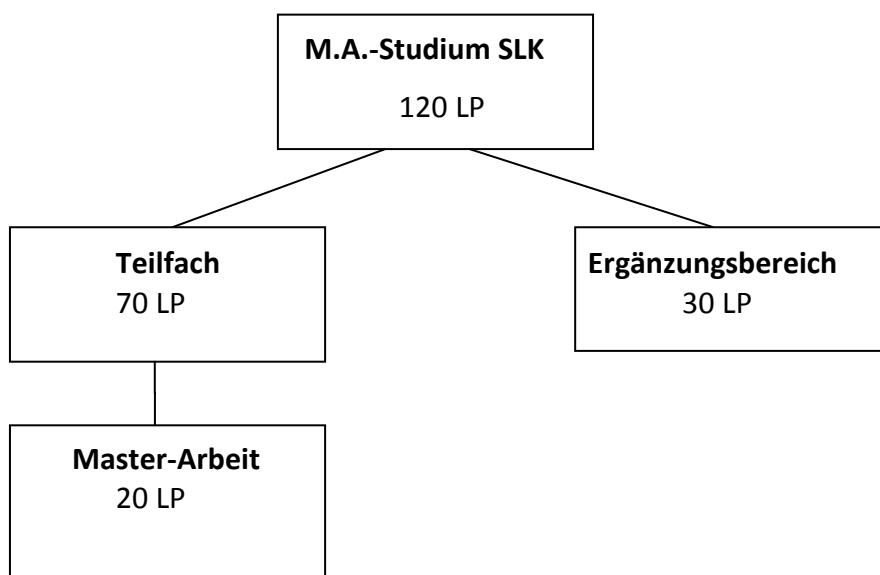 M.A.-Studium SLK
120 LP
Teilfach
70 LP
Ergänzungsbereich
30 LP
Master-Arbeit
20 LP